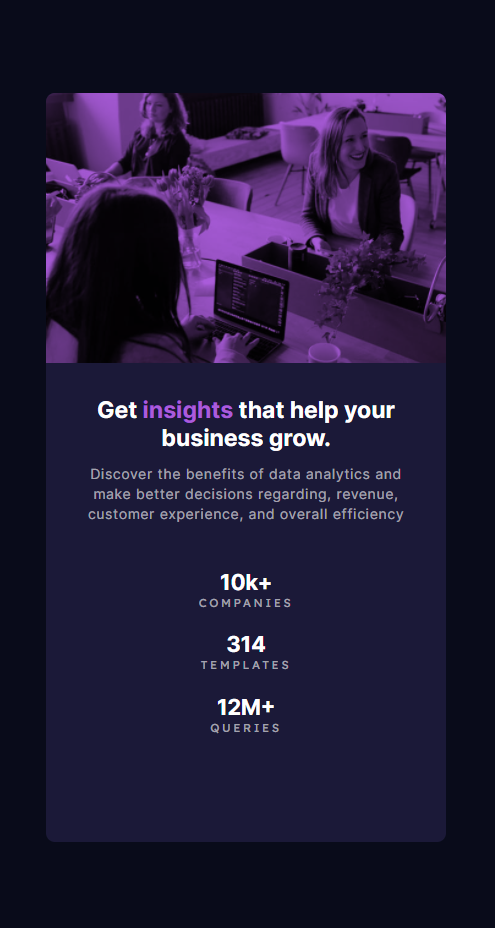 Get insights that help your
business grow.
Discover the benefits of data analytics and
make better decisions regarding, revenue,
customer experience, and overall efficiency
10k+
COMPANIES
314
TEMPLATES
12M+
QUERIES